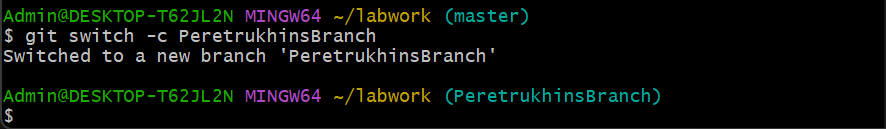 Admin@DESKTOP-T62JL2N MINGW64 ~/labwork (master)
$ git switch -c PeretrukhinsBranch
Switched to a new branch 'PeretrukhinsBranch'
Admin@DESKTOP-T62JL2N MINGW64 ~/labwork (PeretrukhinsBranch)
$